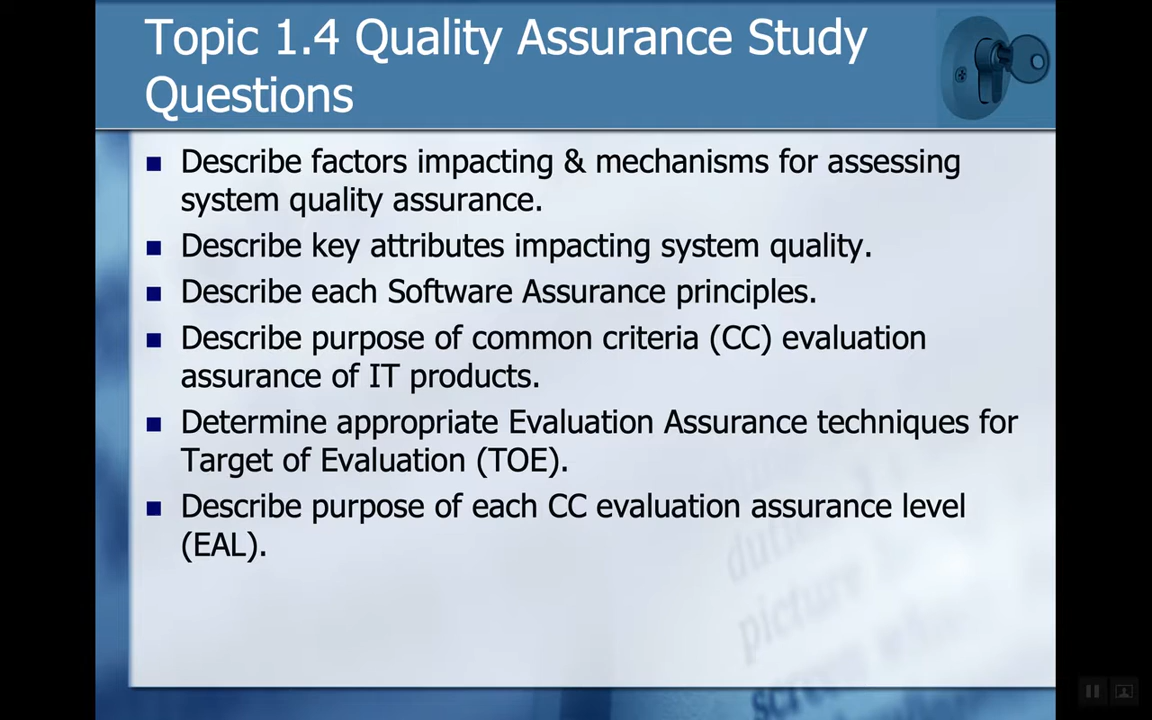 Topic 1.4 Quality Assurance Study
Questions
Describe factors impacting & mechanisms for assessing
system quality assurance.
Describe key attributes impacting system quality.
Describe each Software Assurance principles.
Describe purpose of common criteria (CC) evaluation
assurance of IT products.
Determine appropriate Evaluation Assurance techniques for
Target of Evaluation (TOE).
Describe purpose of each CC evaluation assurance level
(EAL).
picture